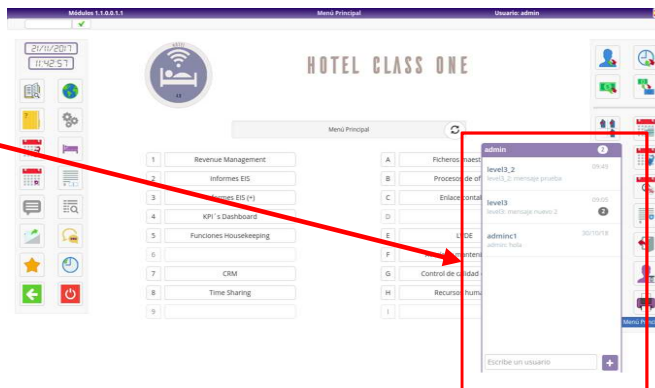 Módulos 1.1.0.0.1.1
Menú Principal
Usuario: admin
21/11/2017
11:42:57
HOTEL CLASS ONE
Menú Principal
1 Revenue Management
2 Informes EIS
3 Informes EIS (+)
4 KPI´s Dashboard
5 Funciones Housekeeping
6
7 CRM
8 Time Sharing
9
A Ficheros maest
B Procesos de of
C Enlace contal
D
E
F manteni
G Control de calidad
H Recursos huma
I
admin 2
level3_2 09:45
level3_2: mensaje prueba
level3
level3: mensaje nuevo 2 2
adminc1 30/10/18
admin: hola
Escribe un usuario +
Menú Princ